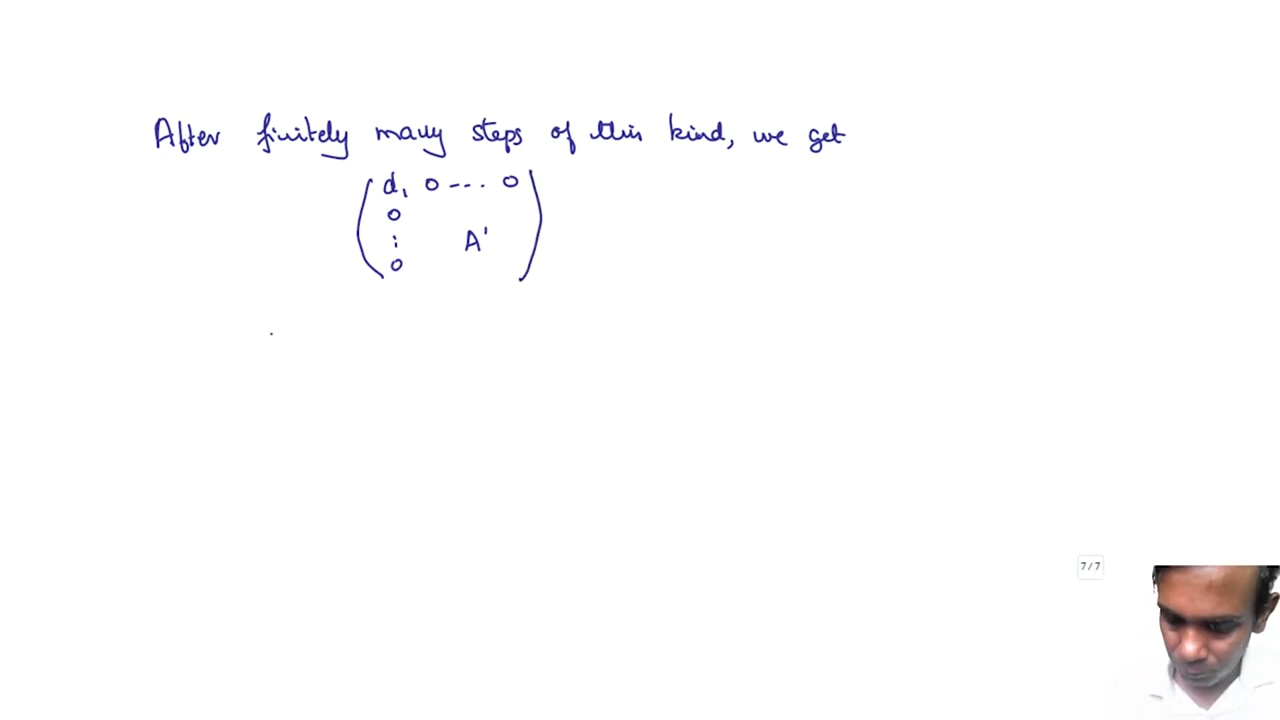 After finitely many steps of this kind, we get
d₁ 0 --- . 0
0
⋮ A'
0
7/7